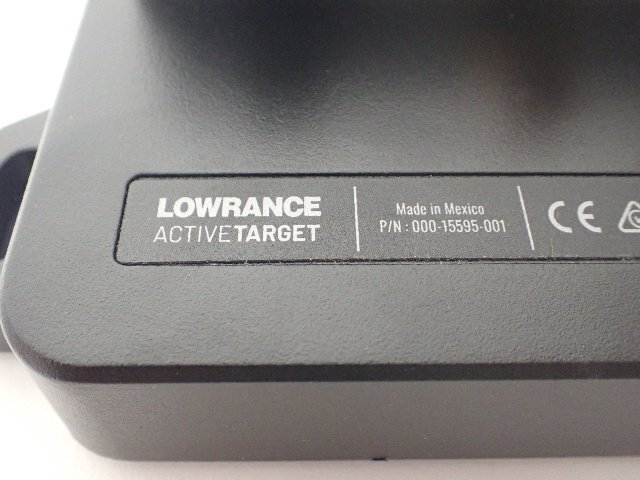 LOWRANCE
ACTIVETARGET
Made in Mexico
P/N : 000-15595-001
CE